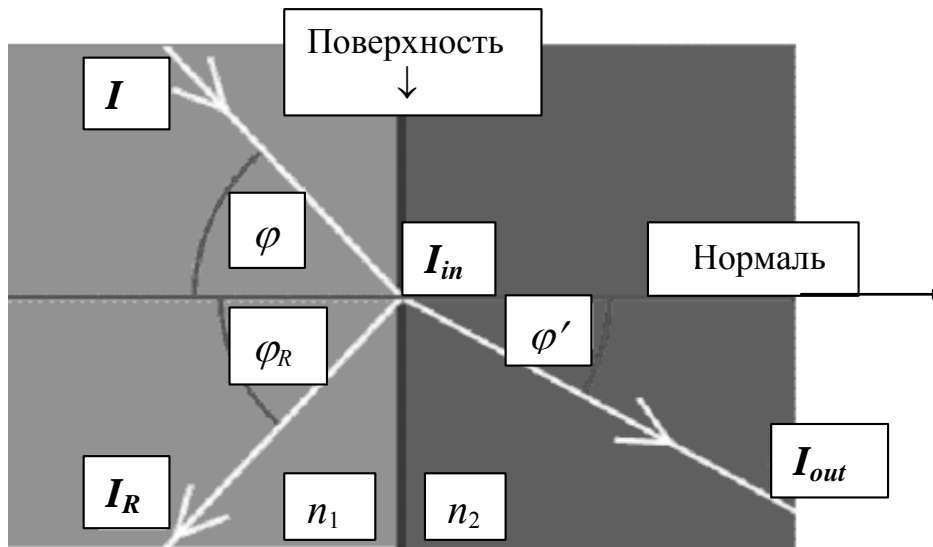 Поверхность
↓
I
φ
I_in
Нормаль
φ_R
φ′
I_R
n₁
n₂
I_out